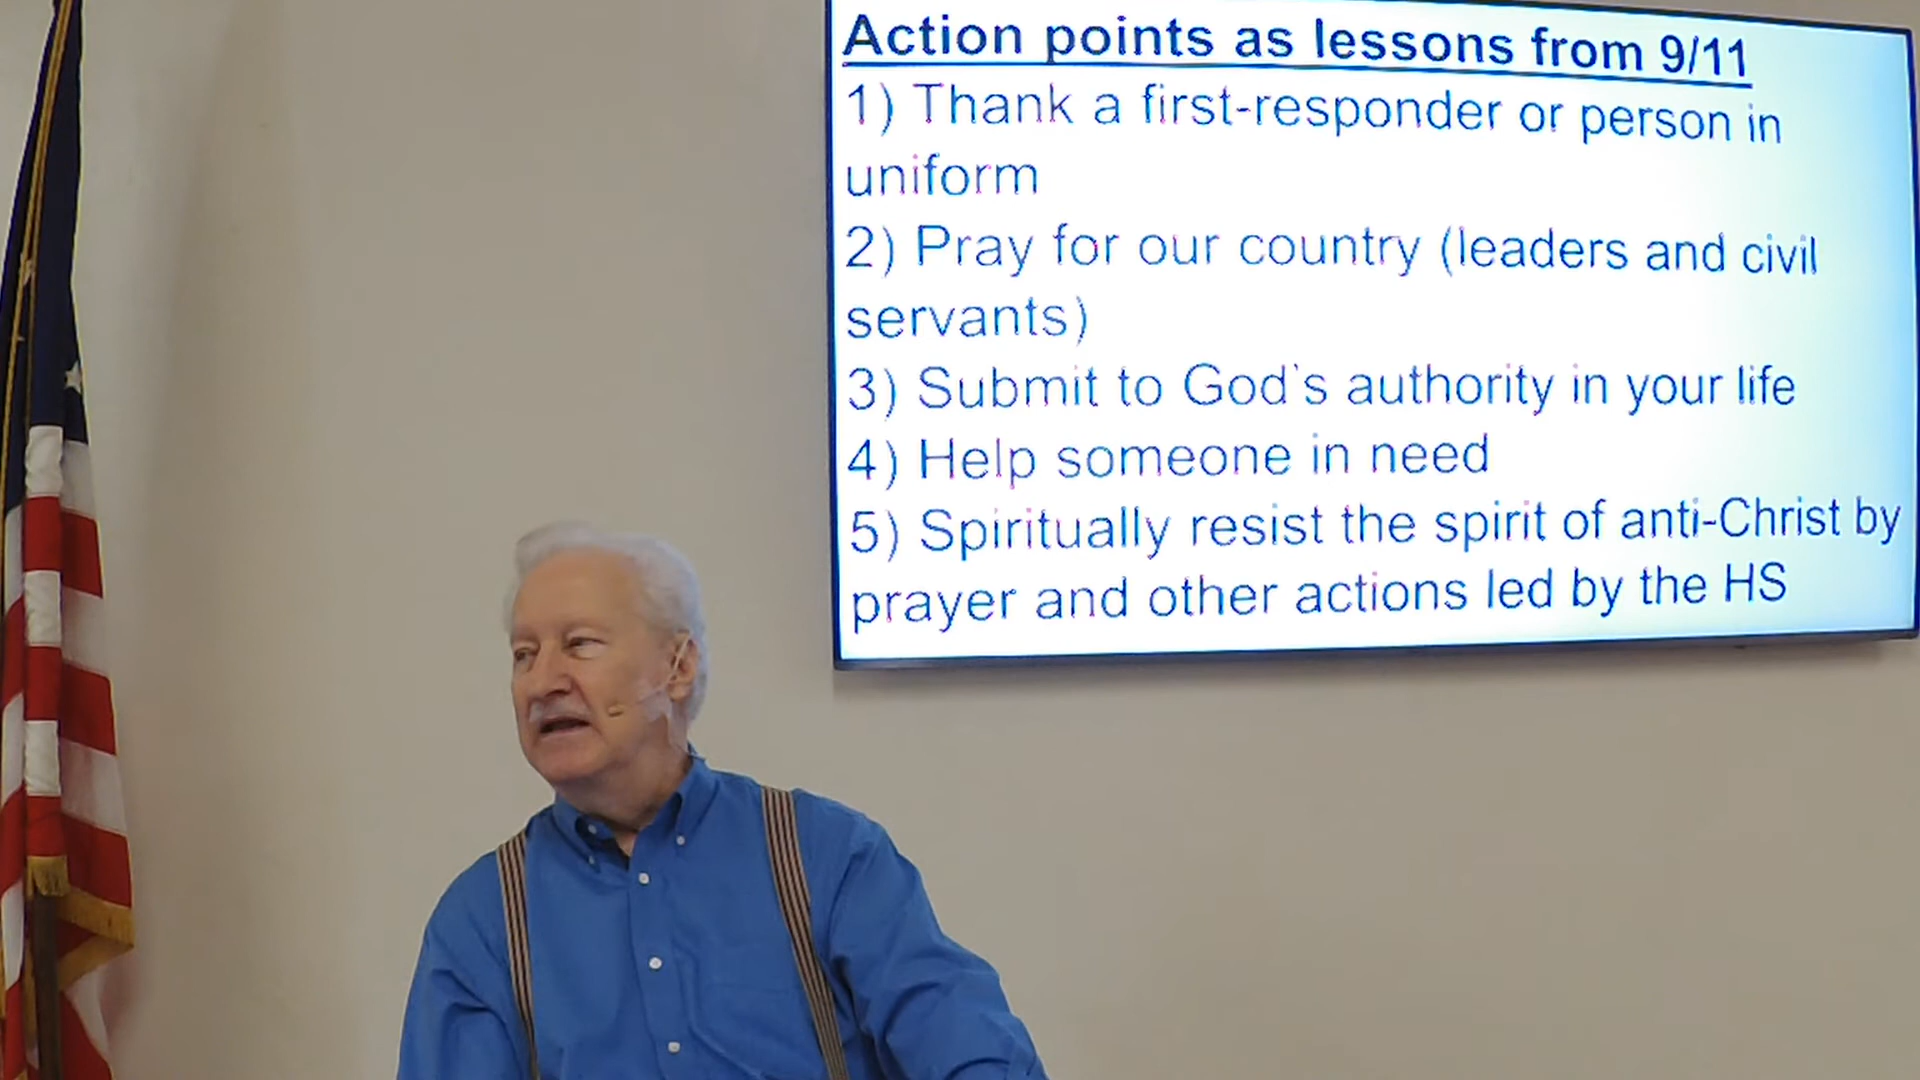 Action points as lessons from 9/11
1) Thank a first-responder or person in
uniform
2) Pray for our country (leaders and civil
servants)
3) Submit to God's authority in your life
4) Help someone in need
5) Spiritually resist the spirit of anti-Christ by
prayer and other actions led by the HS